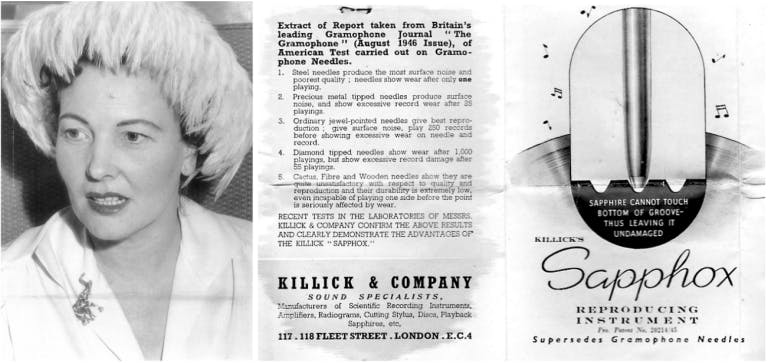 Extract of Report taken from Britain's
leading Gramophone Journal "The
Gramophone" (August 1946 Issue), of
American Test carried out on Gramo-
phone Needles.
1. Steel needles produce the most surface noise and
poorest quality ; needles show wear after only one
playing.
2. Precious metal tipped needles produce surface
noise, and show excessive record wear after 35
playings.
3. Ordinary jewel-pointed needles give best repro-
duction ; give surface noise, play 250 records
before showing excessive wear on needle and
record.
4. Diamond tipped needles show wear after 1,000
playings, but show excessive record damage after
55 playings.
5. Cactus, Fibre and Wooden needles show they are
quite unsatisfactory with respect to quality and
reproduction and their durability is extremely low,
even incapable of playing one side before the point
is seriously affected by wear.
RECENT TESTS IN THE LABORATORIES OF MESSRS.
KILLICK & COMPANY CONFIRM THE ABOVE RESULTS
AND CLEARLY DEMONSTRATE THE ADVANTAGES OF
THE KILLICK "SAPPHOX."
KILLICK & COMPANY
SOUND SPECIALISTS,
Manufacturers of Scientific Recording Instruments,
Amplifiers, Radiograms, Cutting Stylus, Discs, Playback
Sapphires, etc,
117.118 FLEET STREET . LONDON . E.C.4
SAPPHIRE CANNOT TOUCH
BOTTOM OF GROOVE-
THUS LEAVING IT
UNDAMAGED
KILLICK'S
Sapphox
REPRODUCING
INSTRUMENT
Pro. Patent No. 20214/45
Supersedes Gramophone Needles